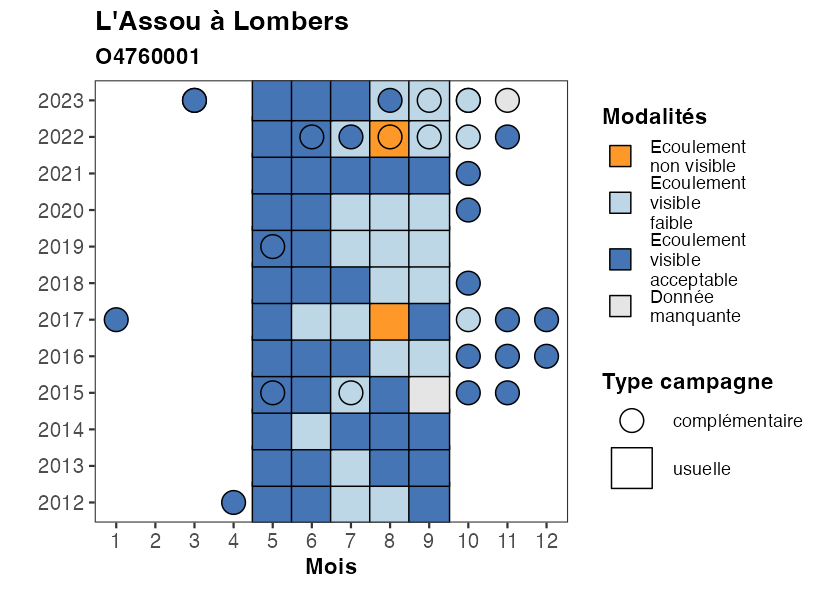 L'Assou à Lombers
O4760001
2023
2022
2021
2020
2019
2018
2017
2016
2015
2014
2013
2012
1 2 3 4 5 6 7 8 9 10 11 12
Mois
Modalités
Ecoulement
non visible
Ecoulement
visible
faible
Ecoulement
visible
acceptable
Donnée
manquante
Type campagne
complémentaire
usuelle